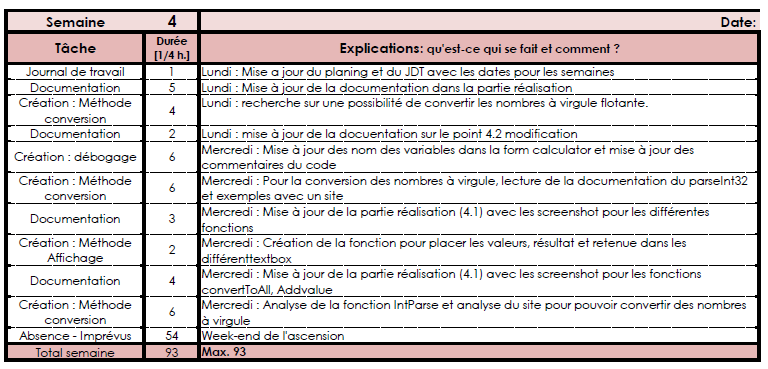 Semaine 4 Date:
Tâche Durée [1/4 h.] Explications: qu'est-ce qui se fait et comment ?
Journal de travail 1 Lundi : Mise a jour du planing et du JDT avec les dates pour les semaines
Documentation 5 Lundi : Mise à jour de la documentation dans la partie réalisation
Création : Méthode conversion 4 Lundi : recherche sur une possibilité de convertir les nombres à virgule flotante.
Documentation 2 Lundi : mise à jour de la docuentation sur le point 4.2 modification
Création : débogage 6 Mercredi : Mise à jour des nom des variables dans la form calculator et mise à jour des
commentaires du code
Création : Méthode conversion 6 Mercredi : Pour la conversion des nombres à virgule, lecture de la documentation du parseInt32
et exemples avec un site
Documentation 3 Mercredi : Mise à jour de la partie réalisation (4.1) avec les screenshot pour les différentes
fonctions
Création : Méthode Affichage 2 Mercredi : Création de la fonction pour placer les valeurs, résultat et retenue dans les
différenttextbox
Documentation 4 Mercredi : Mise à jour de la partie réalisation (4.1) avec les screenshot pour les fonctions
convertToAll, Addvalue
Création : Méthode conversion 6 Mercredi : Analyse de la fonction IntParse et analyse du site pour pouvoir convertir des nombres
à virgule
Absence - Imprévus 54 Week-end de l'ascension
Total semaine 93 Max. 93